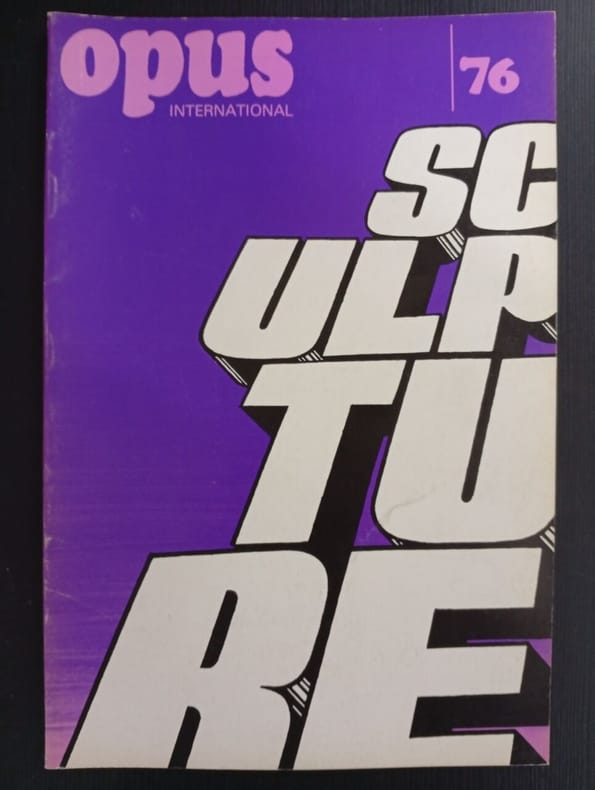 opus
INTERNATIONAL
76
SC
ULP
TU
RE